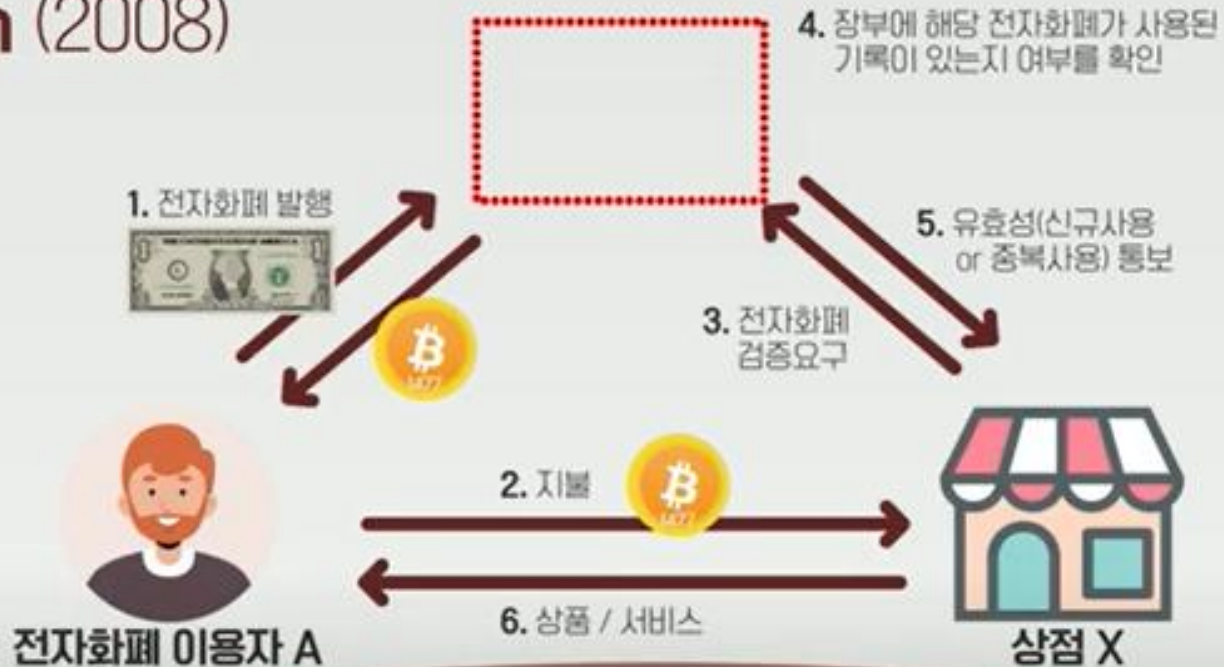 (2008)
4. 장부에 해당 전자화폐가 사용된
기록이 있는지 여부를 확인
1. 전자화폐 발행
5. 유효성(신규사용
or 중복사용) 통보
3. 전자화폐
검증요구
2. 지불
6. 상품 / 서비스
전자화폐 이용자 A
상점 X